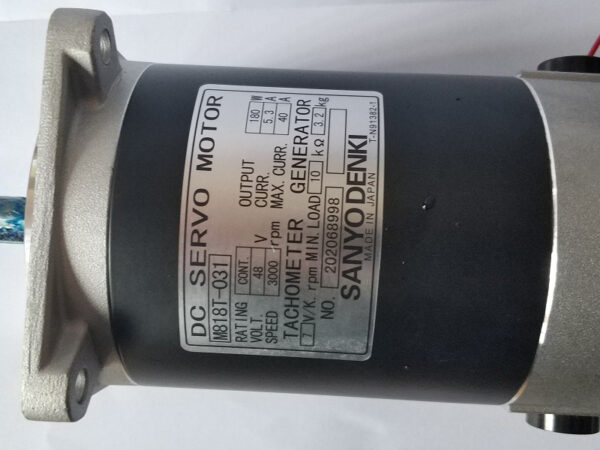 DC SERVO MOTOR
M818T-031
RATING CONT. OUTPUT 180 W
VOLT. 48 V CURR. 5.3 A
SPEED 3000 rpm MAX. CURR. 40 A
TACHOMETER GENERATOR
7 V/K. rpm MIN. LOAD 10 kΩ 3.2 kg
NO. 202068998
SANYO DENKI
MADE IN JAPAN T-N91382-1